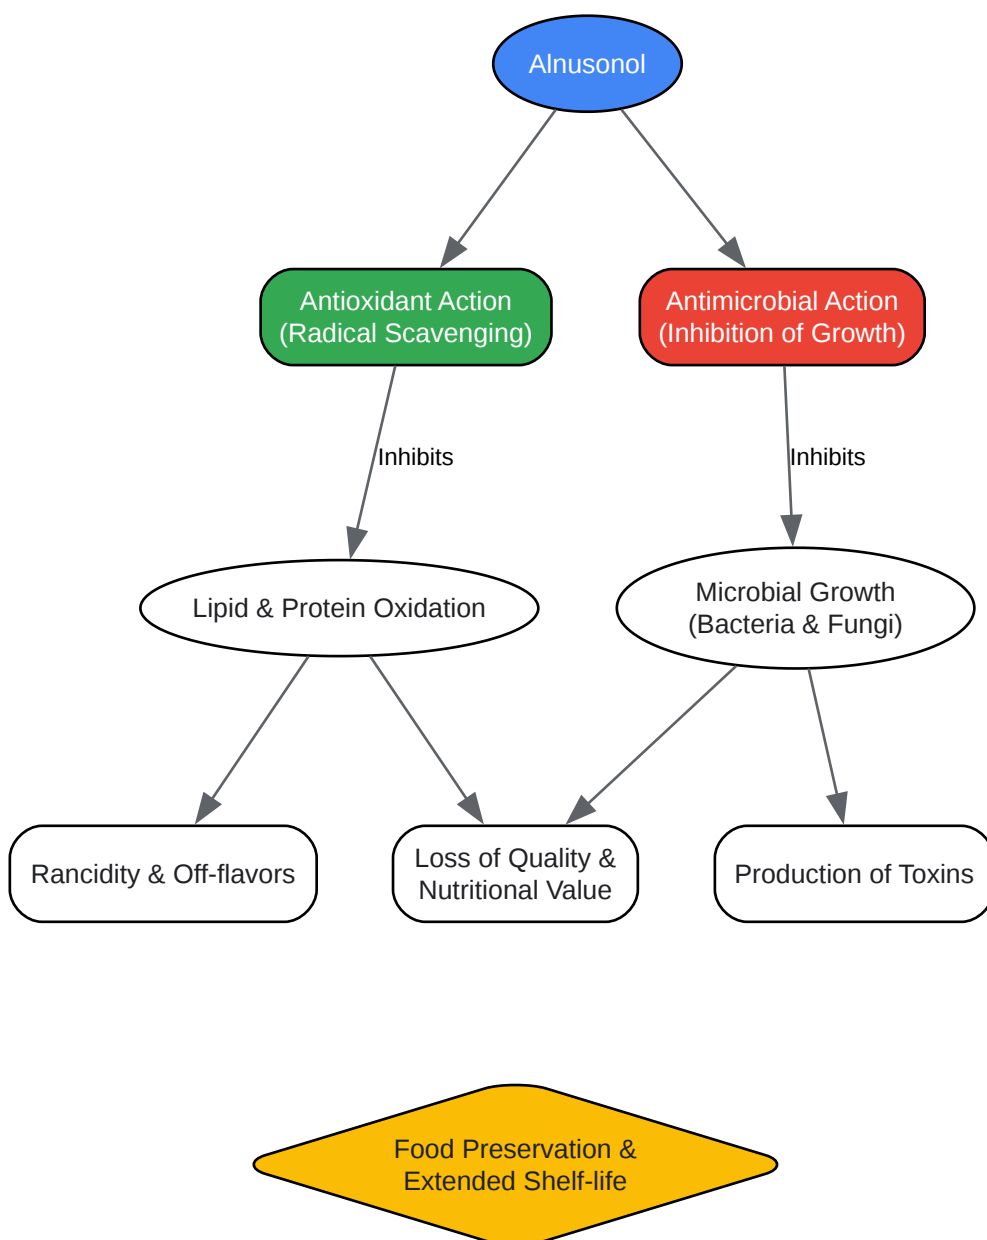 Alnusonol
Antioxidant Action
(Radical Scavenging)
Antimicrobial Action
(Inhibition of Growth)
Inhibits
Inhibits
Lipid & Protein Oxidation
Microbial Growth
(Bacteria & Fungi)
Rancidity & Off-flavors
Loss of Quality &
Nutritional Value
Production of Toxins
Food Preservation &
Extended Shelf-life